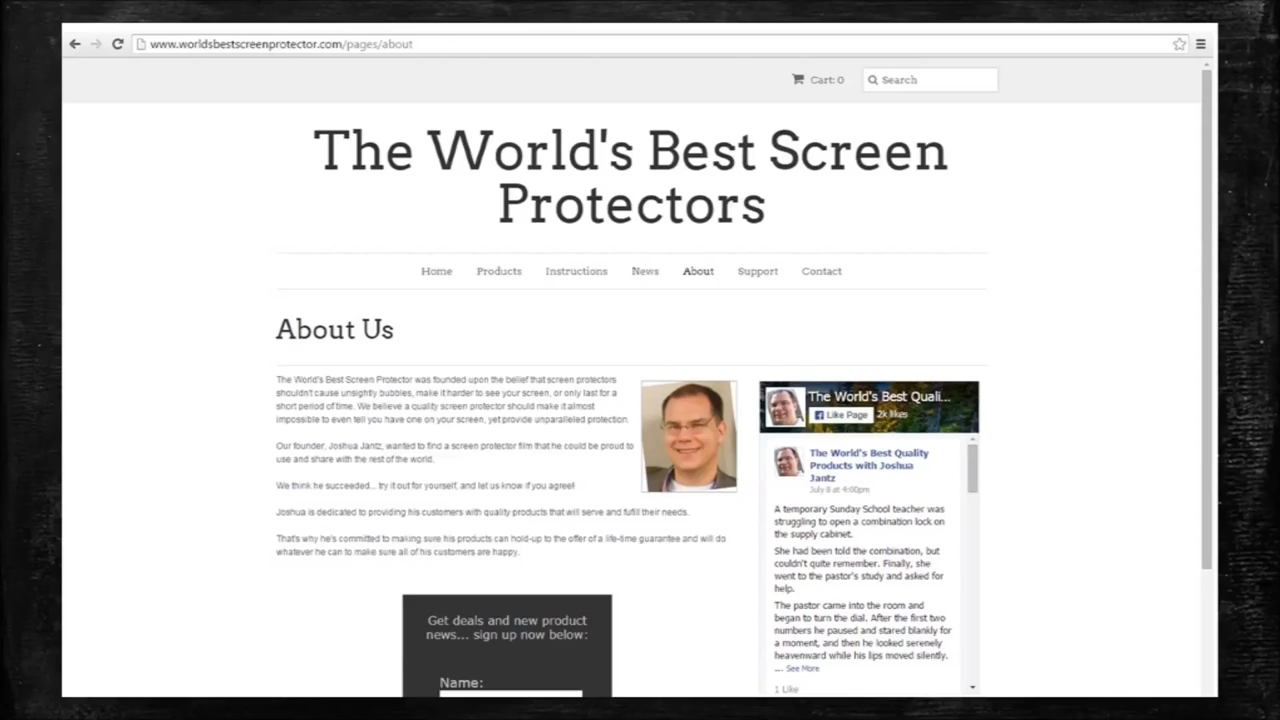 www.worldsbestscreenprotector.com/pages/about
Cart: 0
Search
The World's Best Screen
Protectors
Home Products Instructions News About Support Contact
About Us
The World's Best Screen Protector was founded upon the belief that screen protectors
shouldn't cause unsightly bubbles, make it harder to see your screen, or only last for a
short period of time. We believe a quality screen protector should make it almost
impossible to even tell you have one on your screen, yet provide unparalleled protection.
Our founder, Joshua Jantz, wanted to find a screen protector film that he could be proud to
use and share with the rest of the world.
We think he succeeded... try it out for yourself, and let us know if you agree!
Joshua is dedicated to providing his customers with quality products that will serve and fulfill their needs.
That's why he's committed to making sure his products can hold-up to the offer of a life-time guarantee and will do
whatever he can to make sure all of his customers are happy.
Get deals and new product
news... sign up now below:
Name:
The World's Best Quali...
Like Page
2k likes
The World's Best Quality
Products with Joshua
Jantz
July 8 at 4:00pm
A temporary Sunday School teacher was
struggling to open a combination lock on
the supply cabinet.
She had been told the combination, but
couldn't quite remember. Finally, she
went to the pastor's study and asked for
help.
The pastor came into the room and
began to turn the dial. After the first two
numbers he paused and stared blankly for
a moment, and then he looked serenely
heavenward while his lips moved silently.
... See More
1 Like